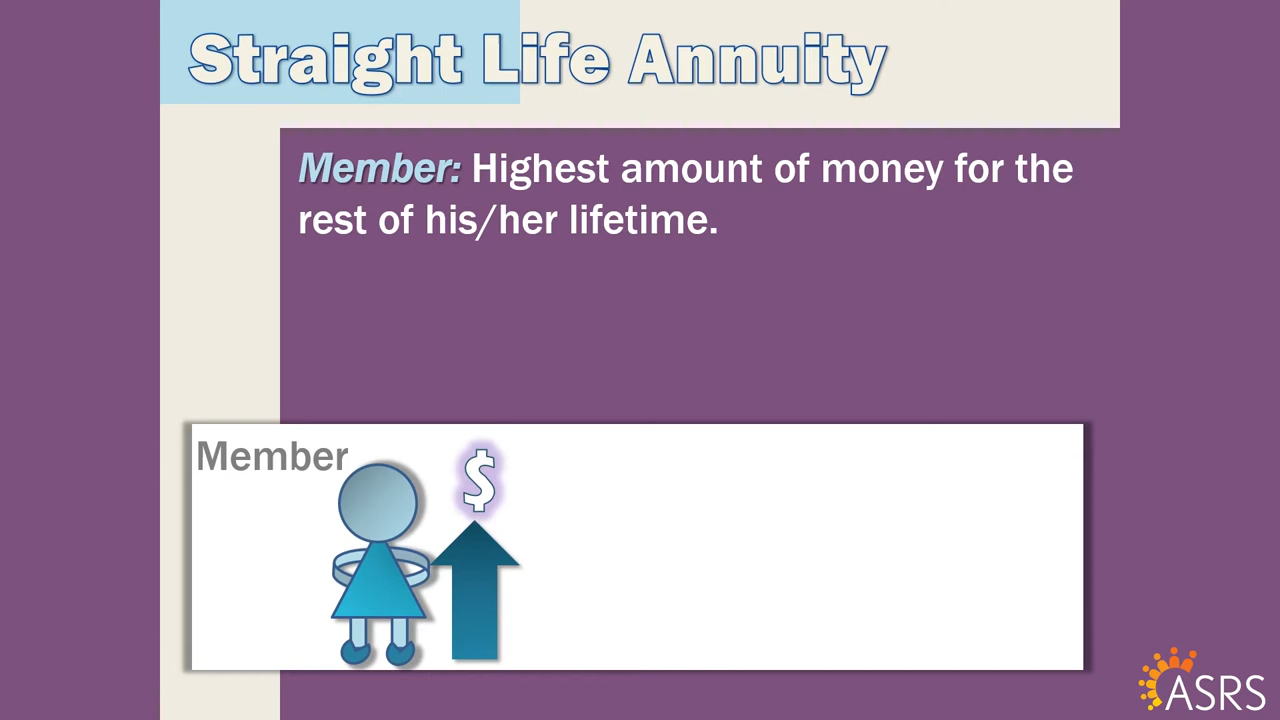 Straight Life Annuity
Member: Highest amount of money for the
rest of his/her lifetime.
Member
$
ASRS